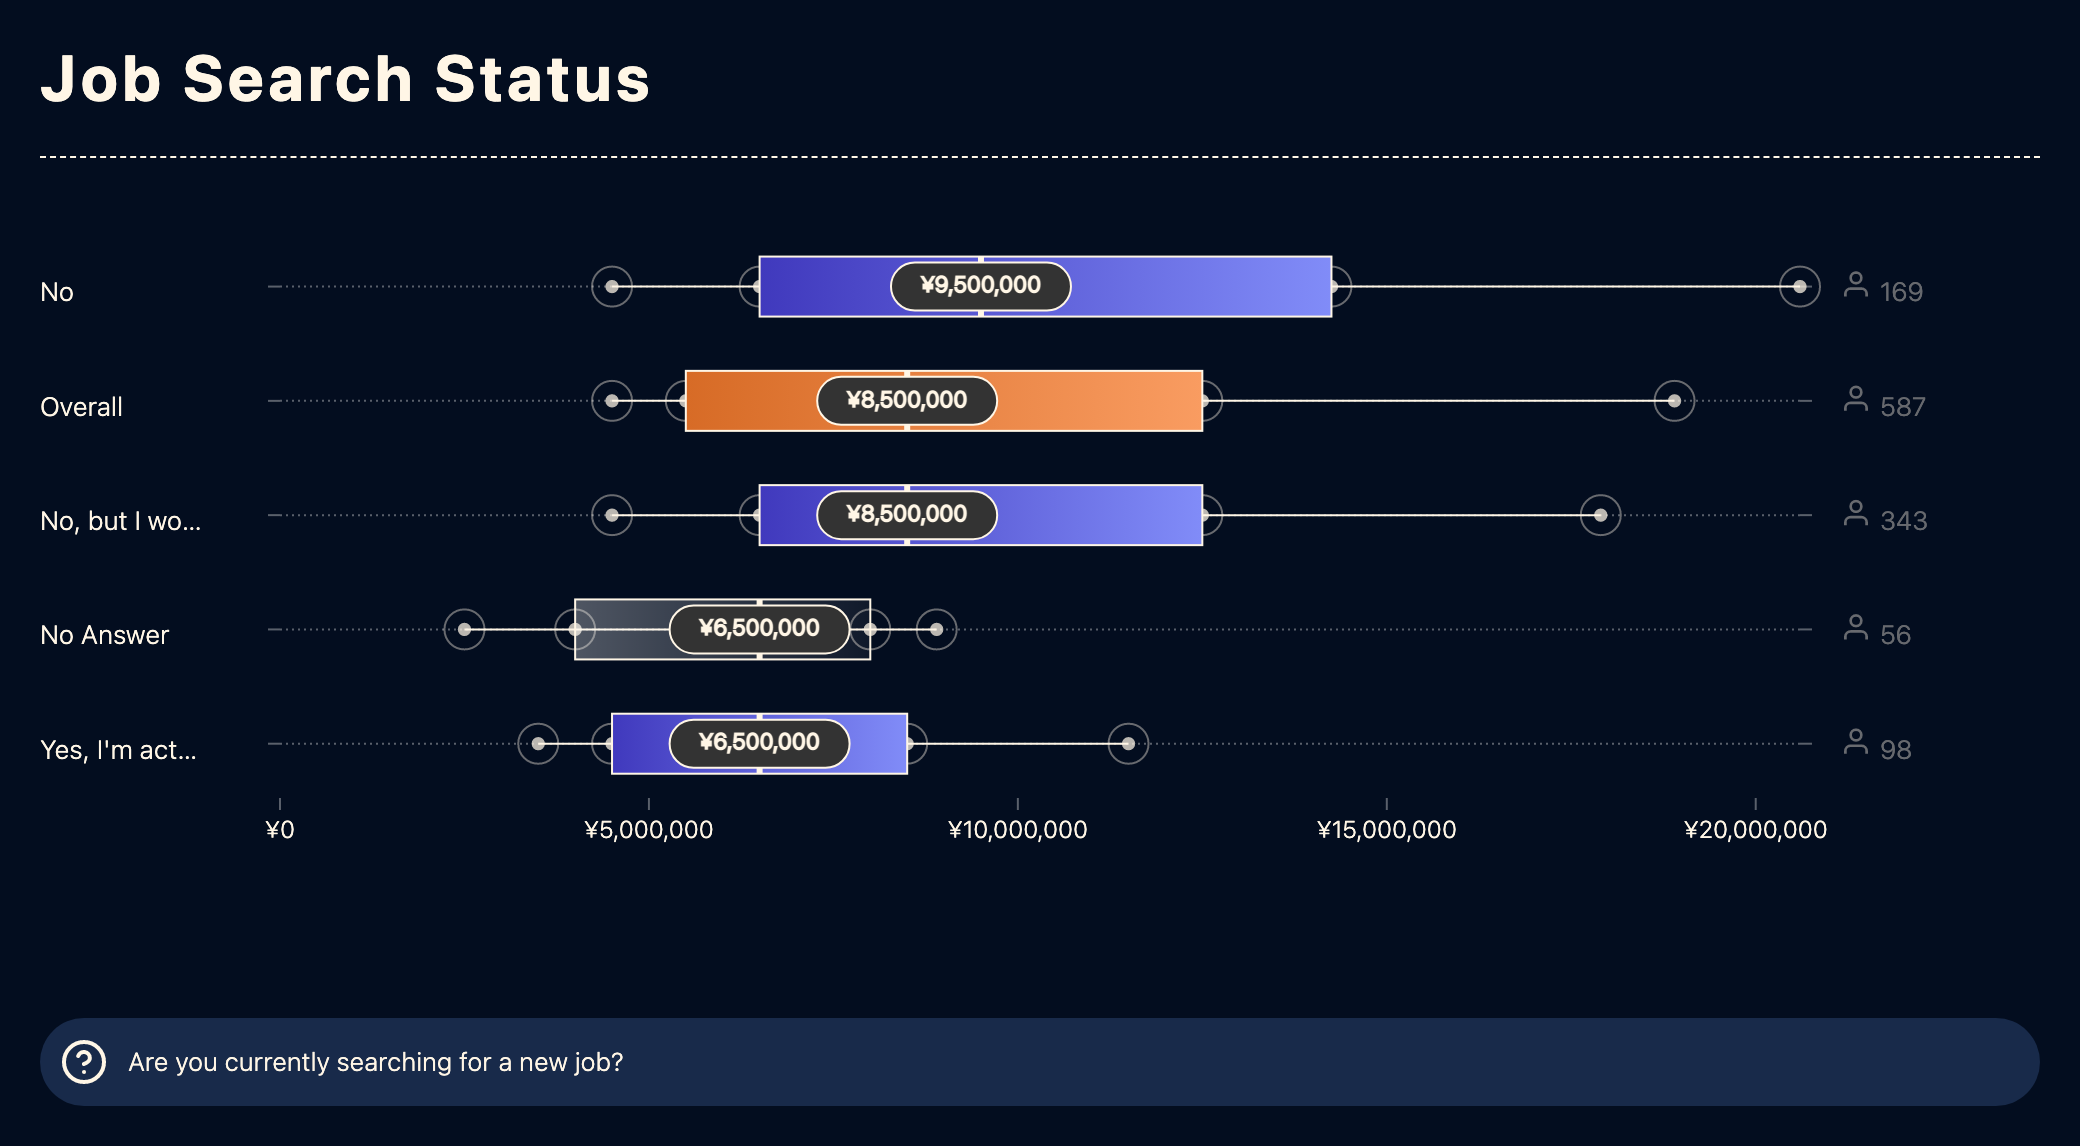 Job Search Status
No
¥9,500,000
169
Overall
¥8,500,000
587
No, but I wo...
¥8,500,000
343
No Answer
¥6,500,000
56
Yes, I'm act...
¥6,500,000
98
¥0 ¥5,000,000 ¥10,000,000 ¥15,000,000 ¥20,000,000
Are you currently searching for a new job?